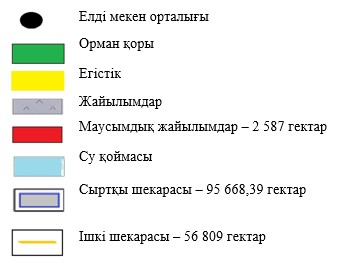 Елді мекен орталығы
Орман қоры
Егістік
Жайылымдар
Маусымдық жайылымдар – 2 587 гектар
Су қоймасы
Сыртқы шекарасы – 95 668,39 гектар
Ішкі шекарасы – 56 809 гектар